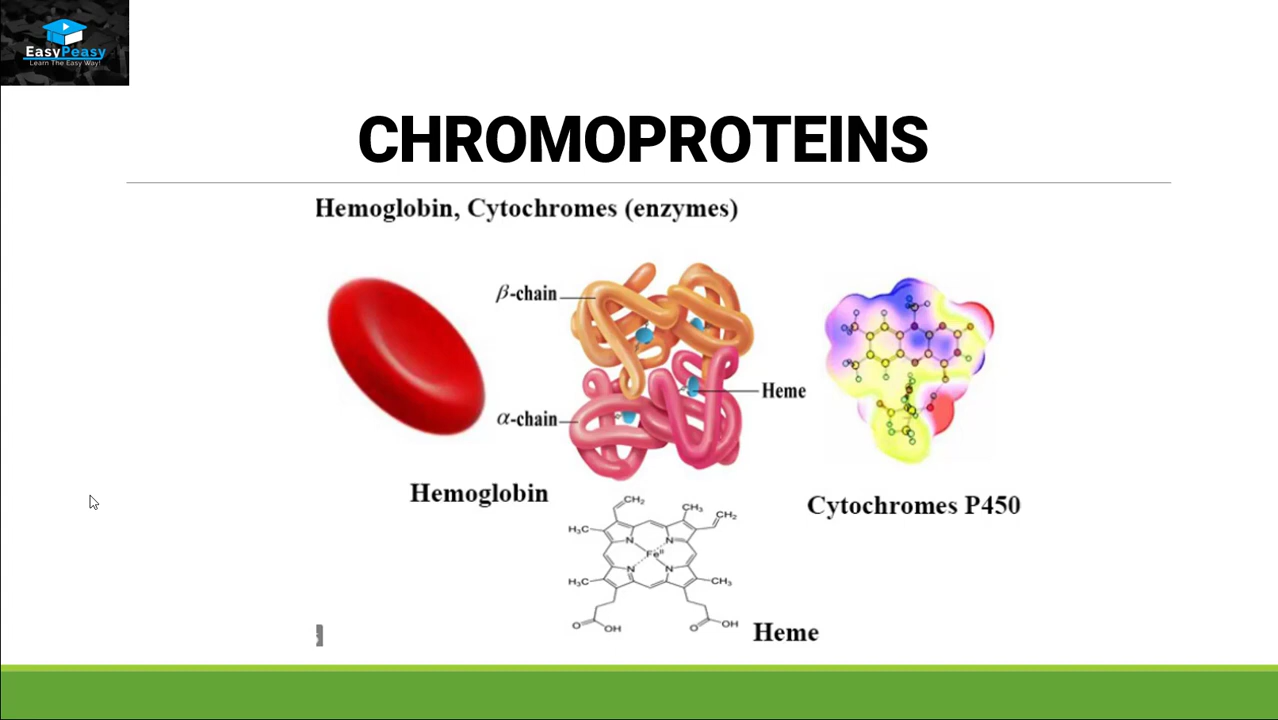 EasyPeasy
Learn The Easy Way!
CHROMOPROTEINS
Hemoglobin, Cytochromes (enzymes)
β-chain
Heme
α-chain
Hemoglobin
Cytochromes P450
CH₂
CH₃
CH₂
H₃C
N
N
Feᴵᴵ
N
N
H₃C
CH₃
O
OH
O
OH
Heme